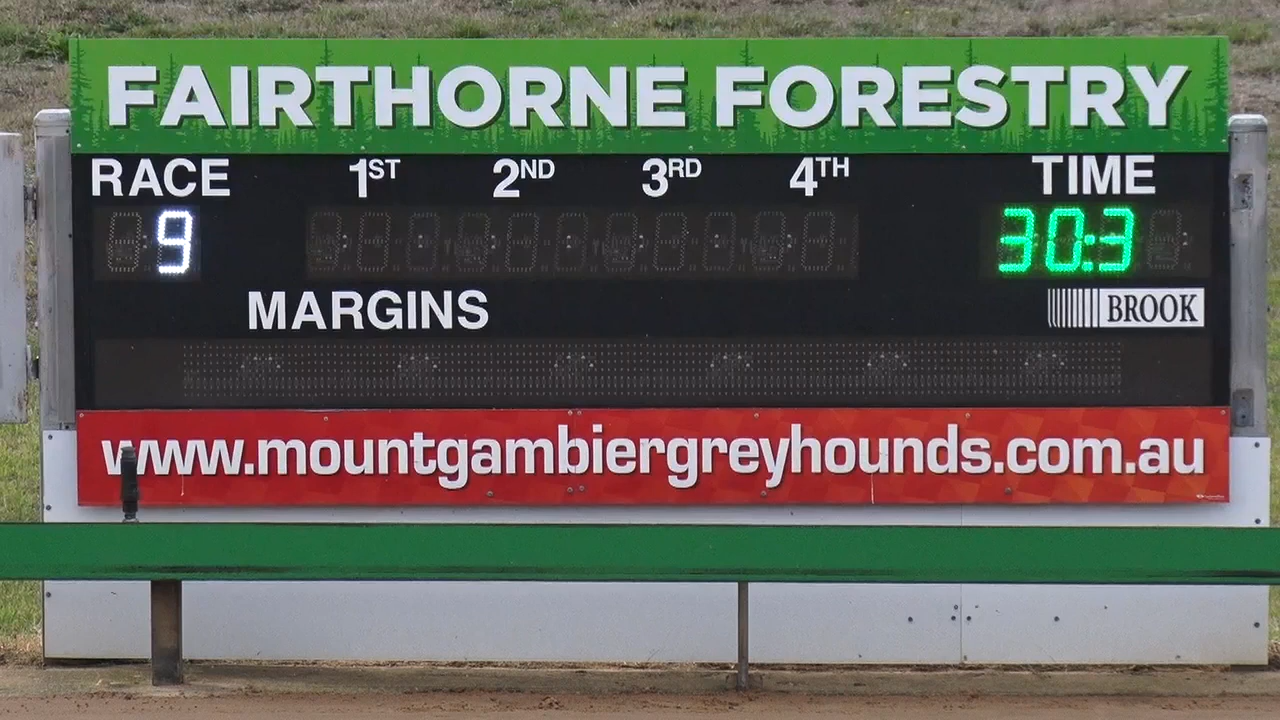 FAIRTHORNE FORESTRY
RACE 1ST 2ND 3RD 4TH TIME
9 30:3
MARGINS BROOK
www.mountgambiergreyhounds.com.au